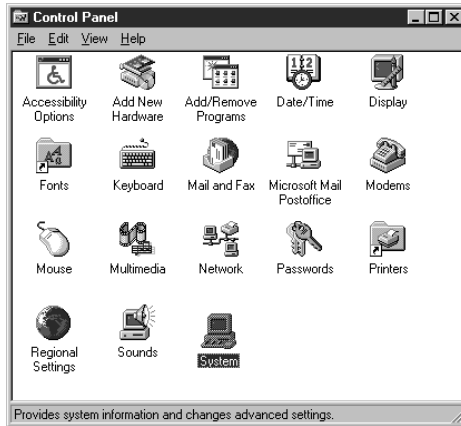 Control Panel
File Edit View Help
Accessibility Options
Add New Hardware
Add/Remove Programs
Date/Time
Display
Fonts
Keyboard
Mail and Fax
Microsoft Mail Postoffice
Modems
Mouse
Multimedia
Network
Passwords
Printers
Regional Settings
Sounds
System
Provides system information and changes advanced settings.